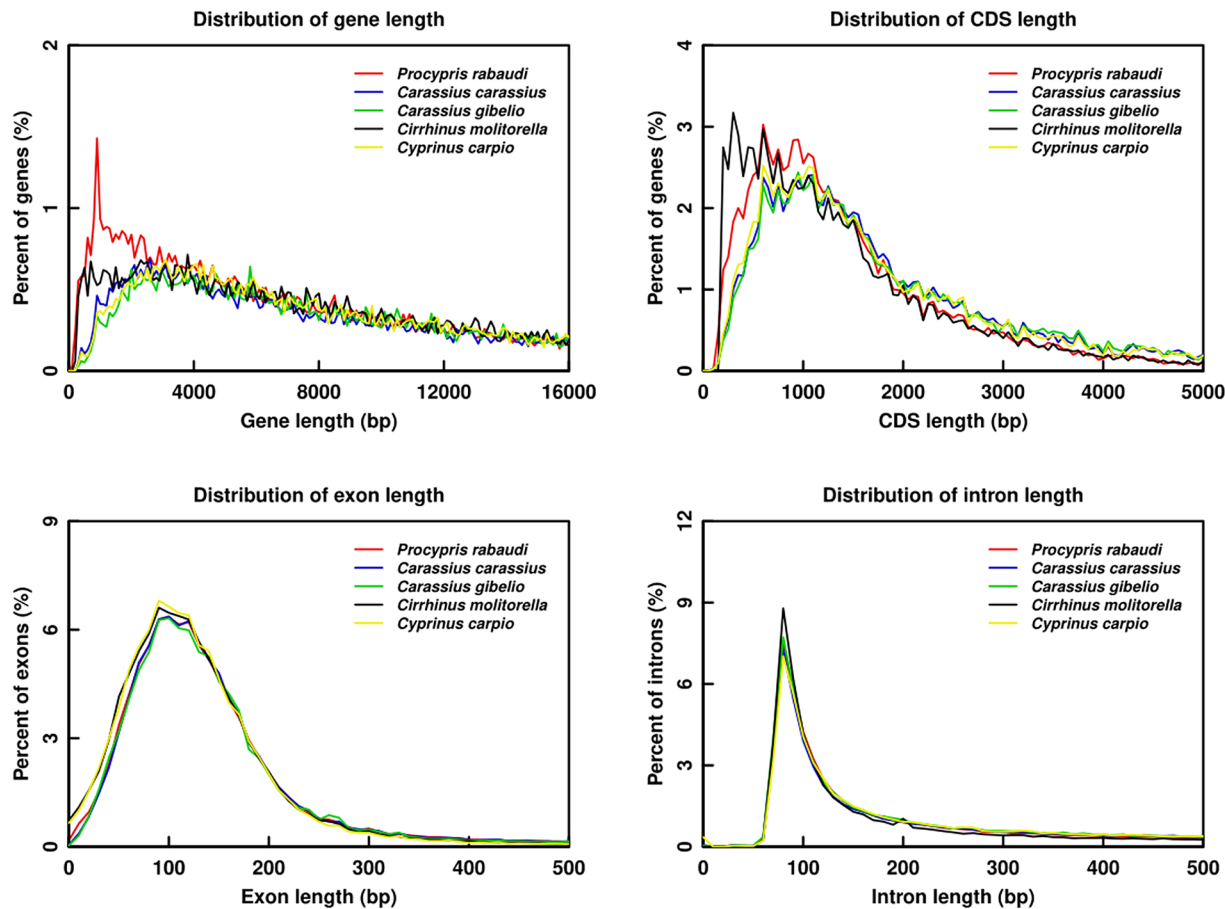 Distribution of gene length
Percent of genes (%)
2
1
0
Procypris rabaudi
Carassius carassius
Carassius gibelio
Cirrhinus molitorella
Cyprinus carpio
0 4000 8000 12000 16000
Gene length (bp)
Distribution of CDS length
Percent of genes (%)
4
3
2
1
0
Procypris rabaudi
Carassius carassius
Carassius gibelio
Cirrhinus molitorella
Cyprinus carpio
0 1000 2000 3000 4000 5000
CDS length (bp)
Distribution of exon length
Percent of exons (%)
9
6
3
0
Procypris rabaudi
Carassius carassius
Carassius gibelio
Cirrhinus molitorella
Cyprinus carpio
0 100 200 300 400 500
Exon length (bp)
Distribution of intron length
Percent of introns (%)
12
9
6
3
0
Procypris rabaudi
Carassius carassius
Carassius gibelio
Cirrhinus molitorella
Cyprinus carpio
0 100 200 300 400 500
Intron length (bp)